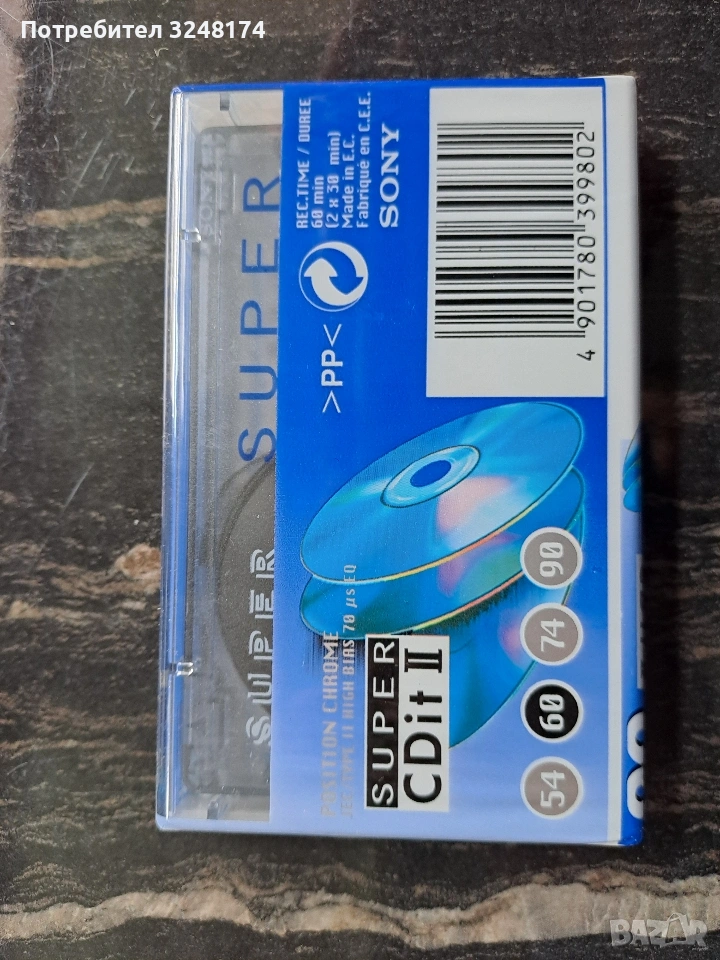 Потребител 3248174
REC.TIME / DUREE
60 min
(2 x 30 min)
Made in E.C.
Fabriqué en C.E.E.
SONY
4 901780 399802
>PP<
SUPER
SONY
SUPER
POSITION CHROME
IEC TYPE II HIGH BIAS 70 µs EQ
SUPER
CDit II
54 60 74 90
BAZAR